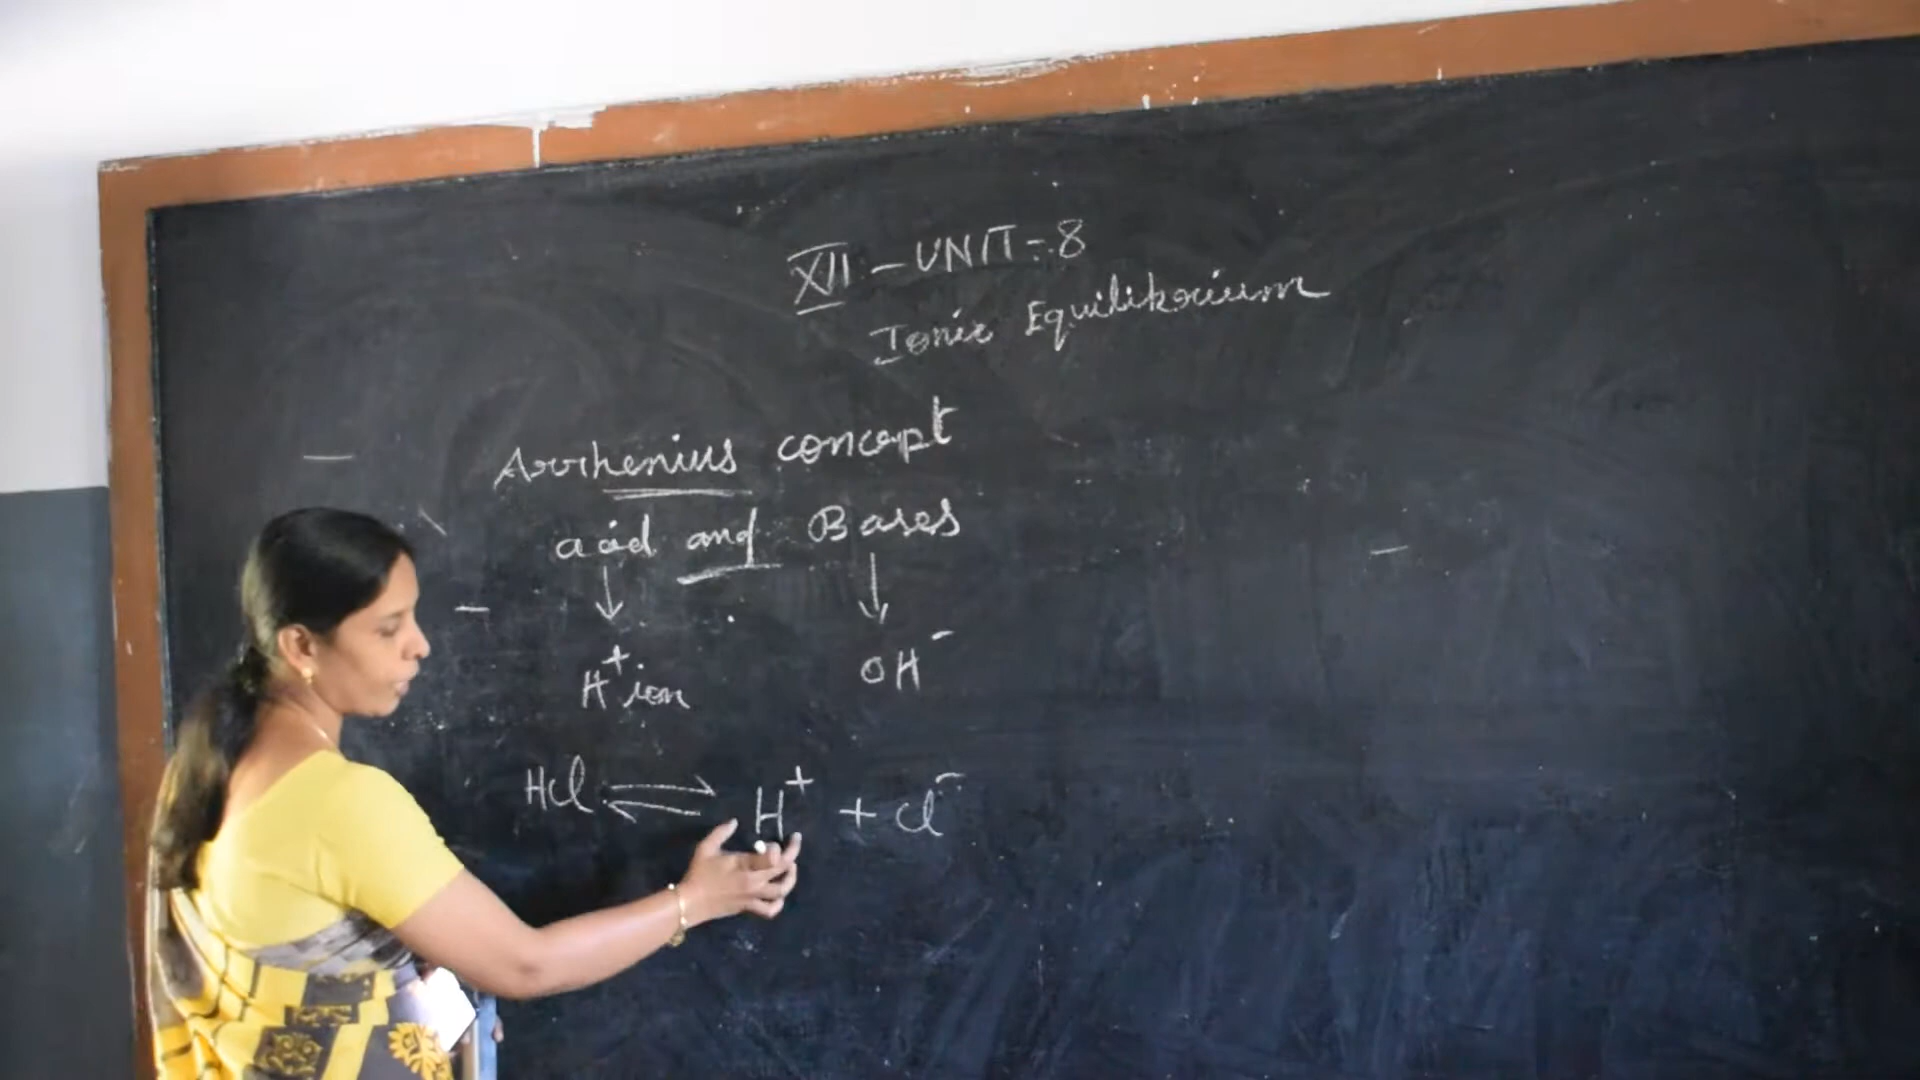 XII - UNIT - 8
Ionic Equilibrium
Arrhenius concept
acid and Bases
↓ ↓
H⁺ ion OH⁻
HCl ⇌ H⁺ + Cl⁻